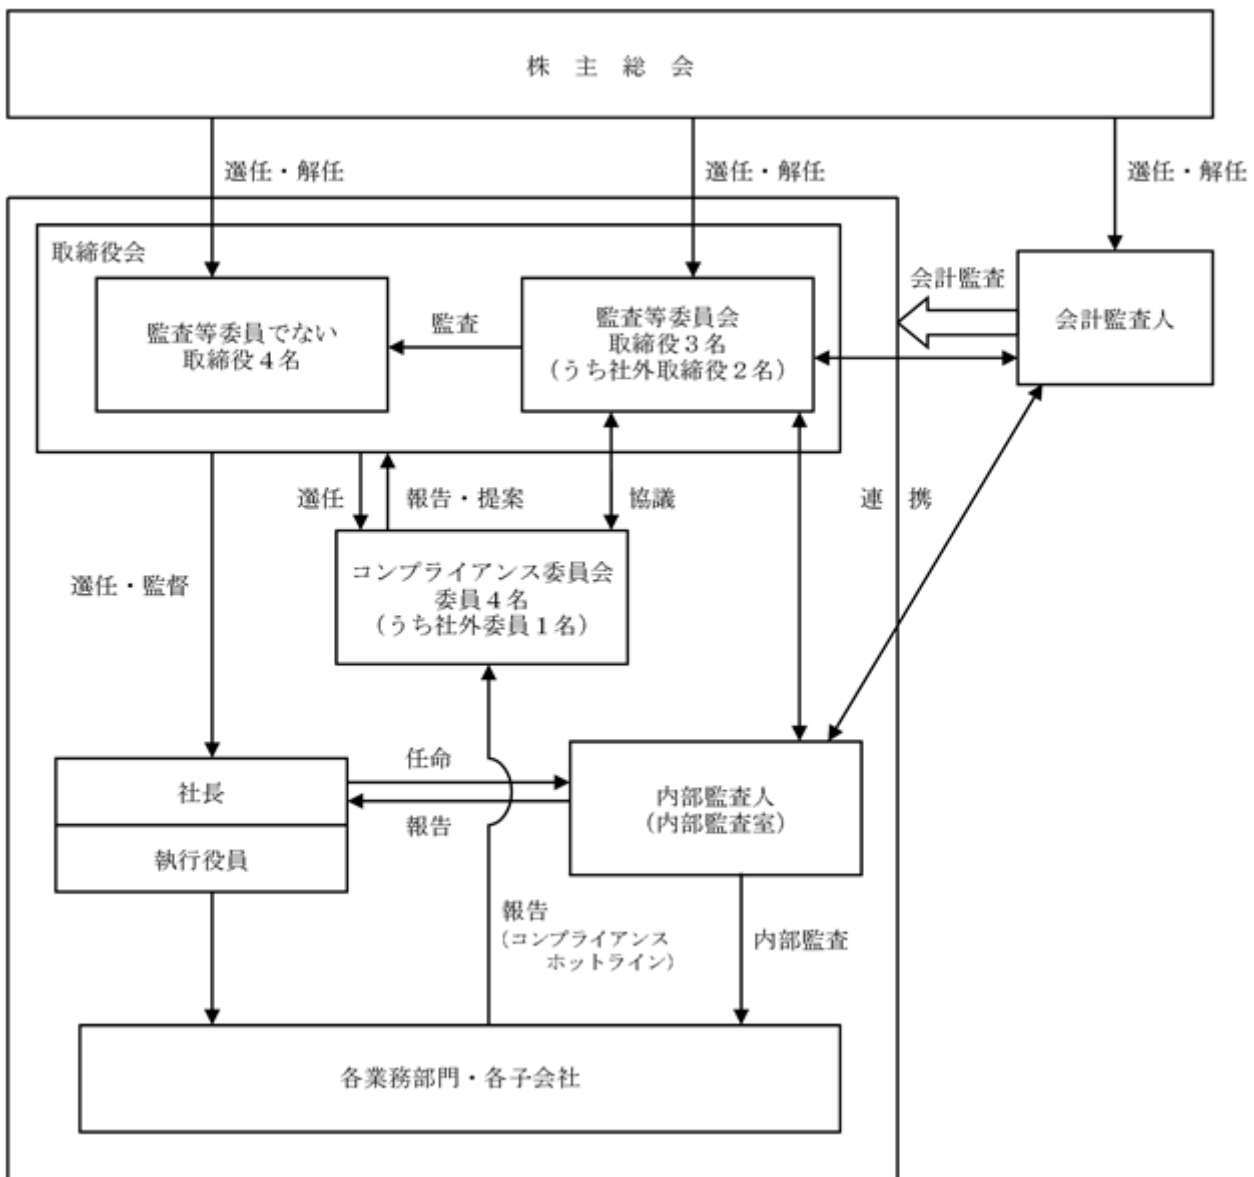 株主総会
選任・解任
選任・解任
選任・解任
取締役会
監査等委員でない
取締役4名
監査
監査等委員会
取締役3名
(うち社外取締役2名)
会計監査
会計監査人
選任
報告・提案
協議
連携
選任・監督
コンプライアンス委員会
委員4名
(うち社外委員1名)
社長
執行役員
任命
報告
内部監査人
(内部監査室)
報告
(コンプライアンス
ホットライン)
内部監査
各業務部門・各子会社